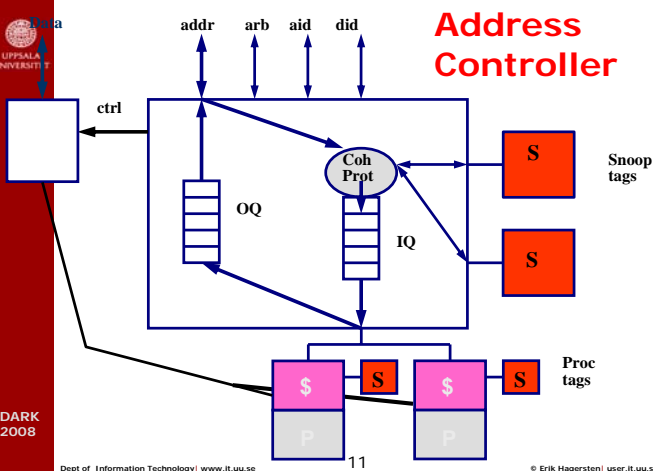 Data
UPPSALA
UNIVERSITET
addr arb aid did
Address
Controller
ctrl
Coh
Prot
S
Snoop
tags
OQ
IQ
S
Proc
tags
$ S $ S
P P
DARK
2008
Dept of Information Technology| www.it.uu.se
11
© Erik Hagersten| user.it.uu.s